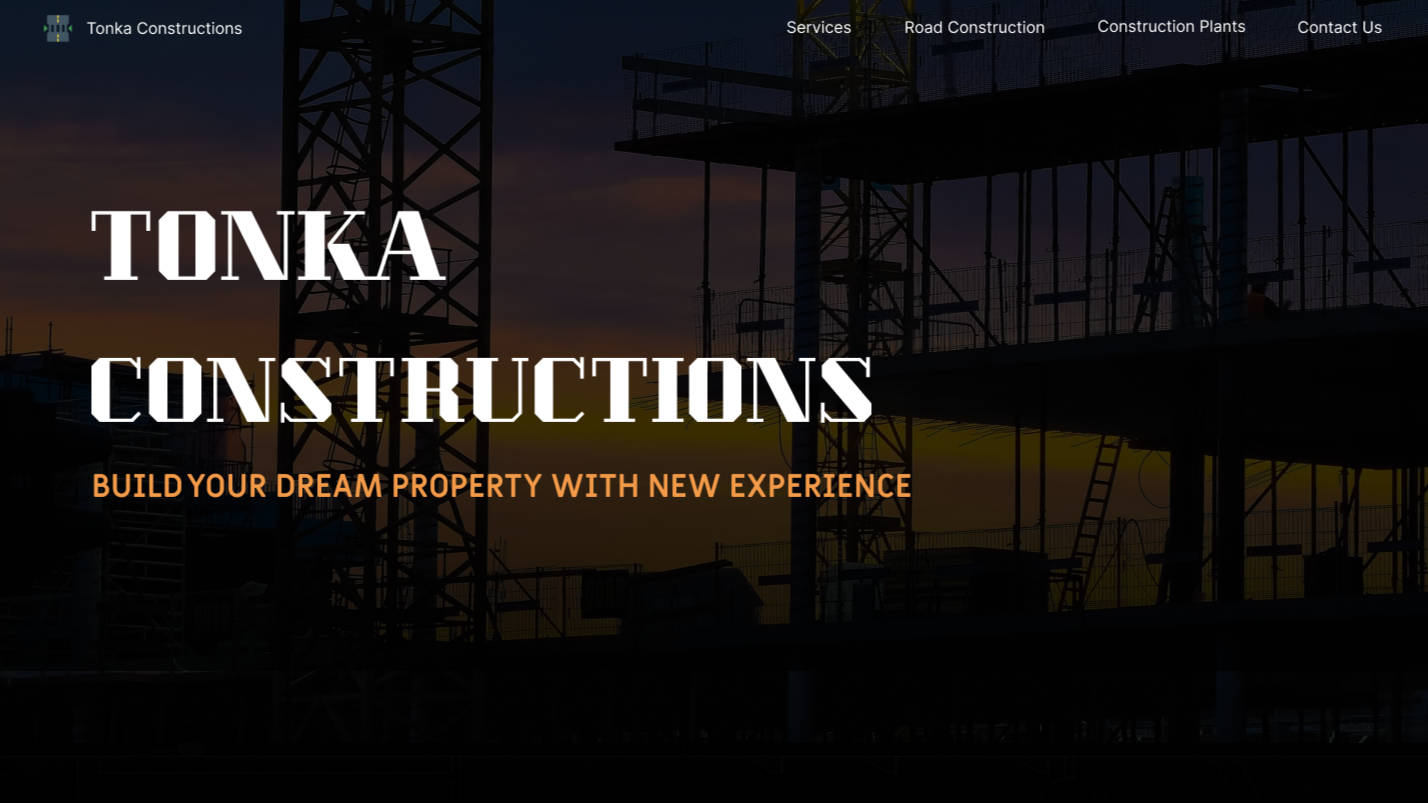 Tonka Constructions
Services
Road Construction
Construction Plants
Contact Us
TONKA
CONSTRUCTIONS
BUILD YOUR DREAM PROPERTY WITH NEW EXPERIENCE